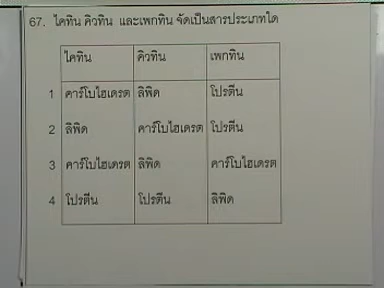 67. ไคทิน คิวทิน และเพกทิน จัดเป็นสารประเภทใด
ไคทิน คิวทิน เพกทิน
1 คาร์โบไฮเดรต ลิพิด โปรตีน
2 ลิพิด คาร์โบไฮเดรต โปรตีน
3 คาร์โบไฮเดรต ลิพิด คาร์โบไฮเดรต
4 โปรตีน โปรตีน ลิพิด